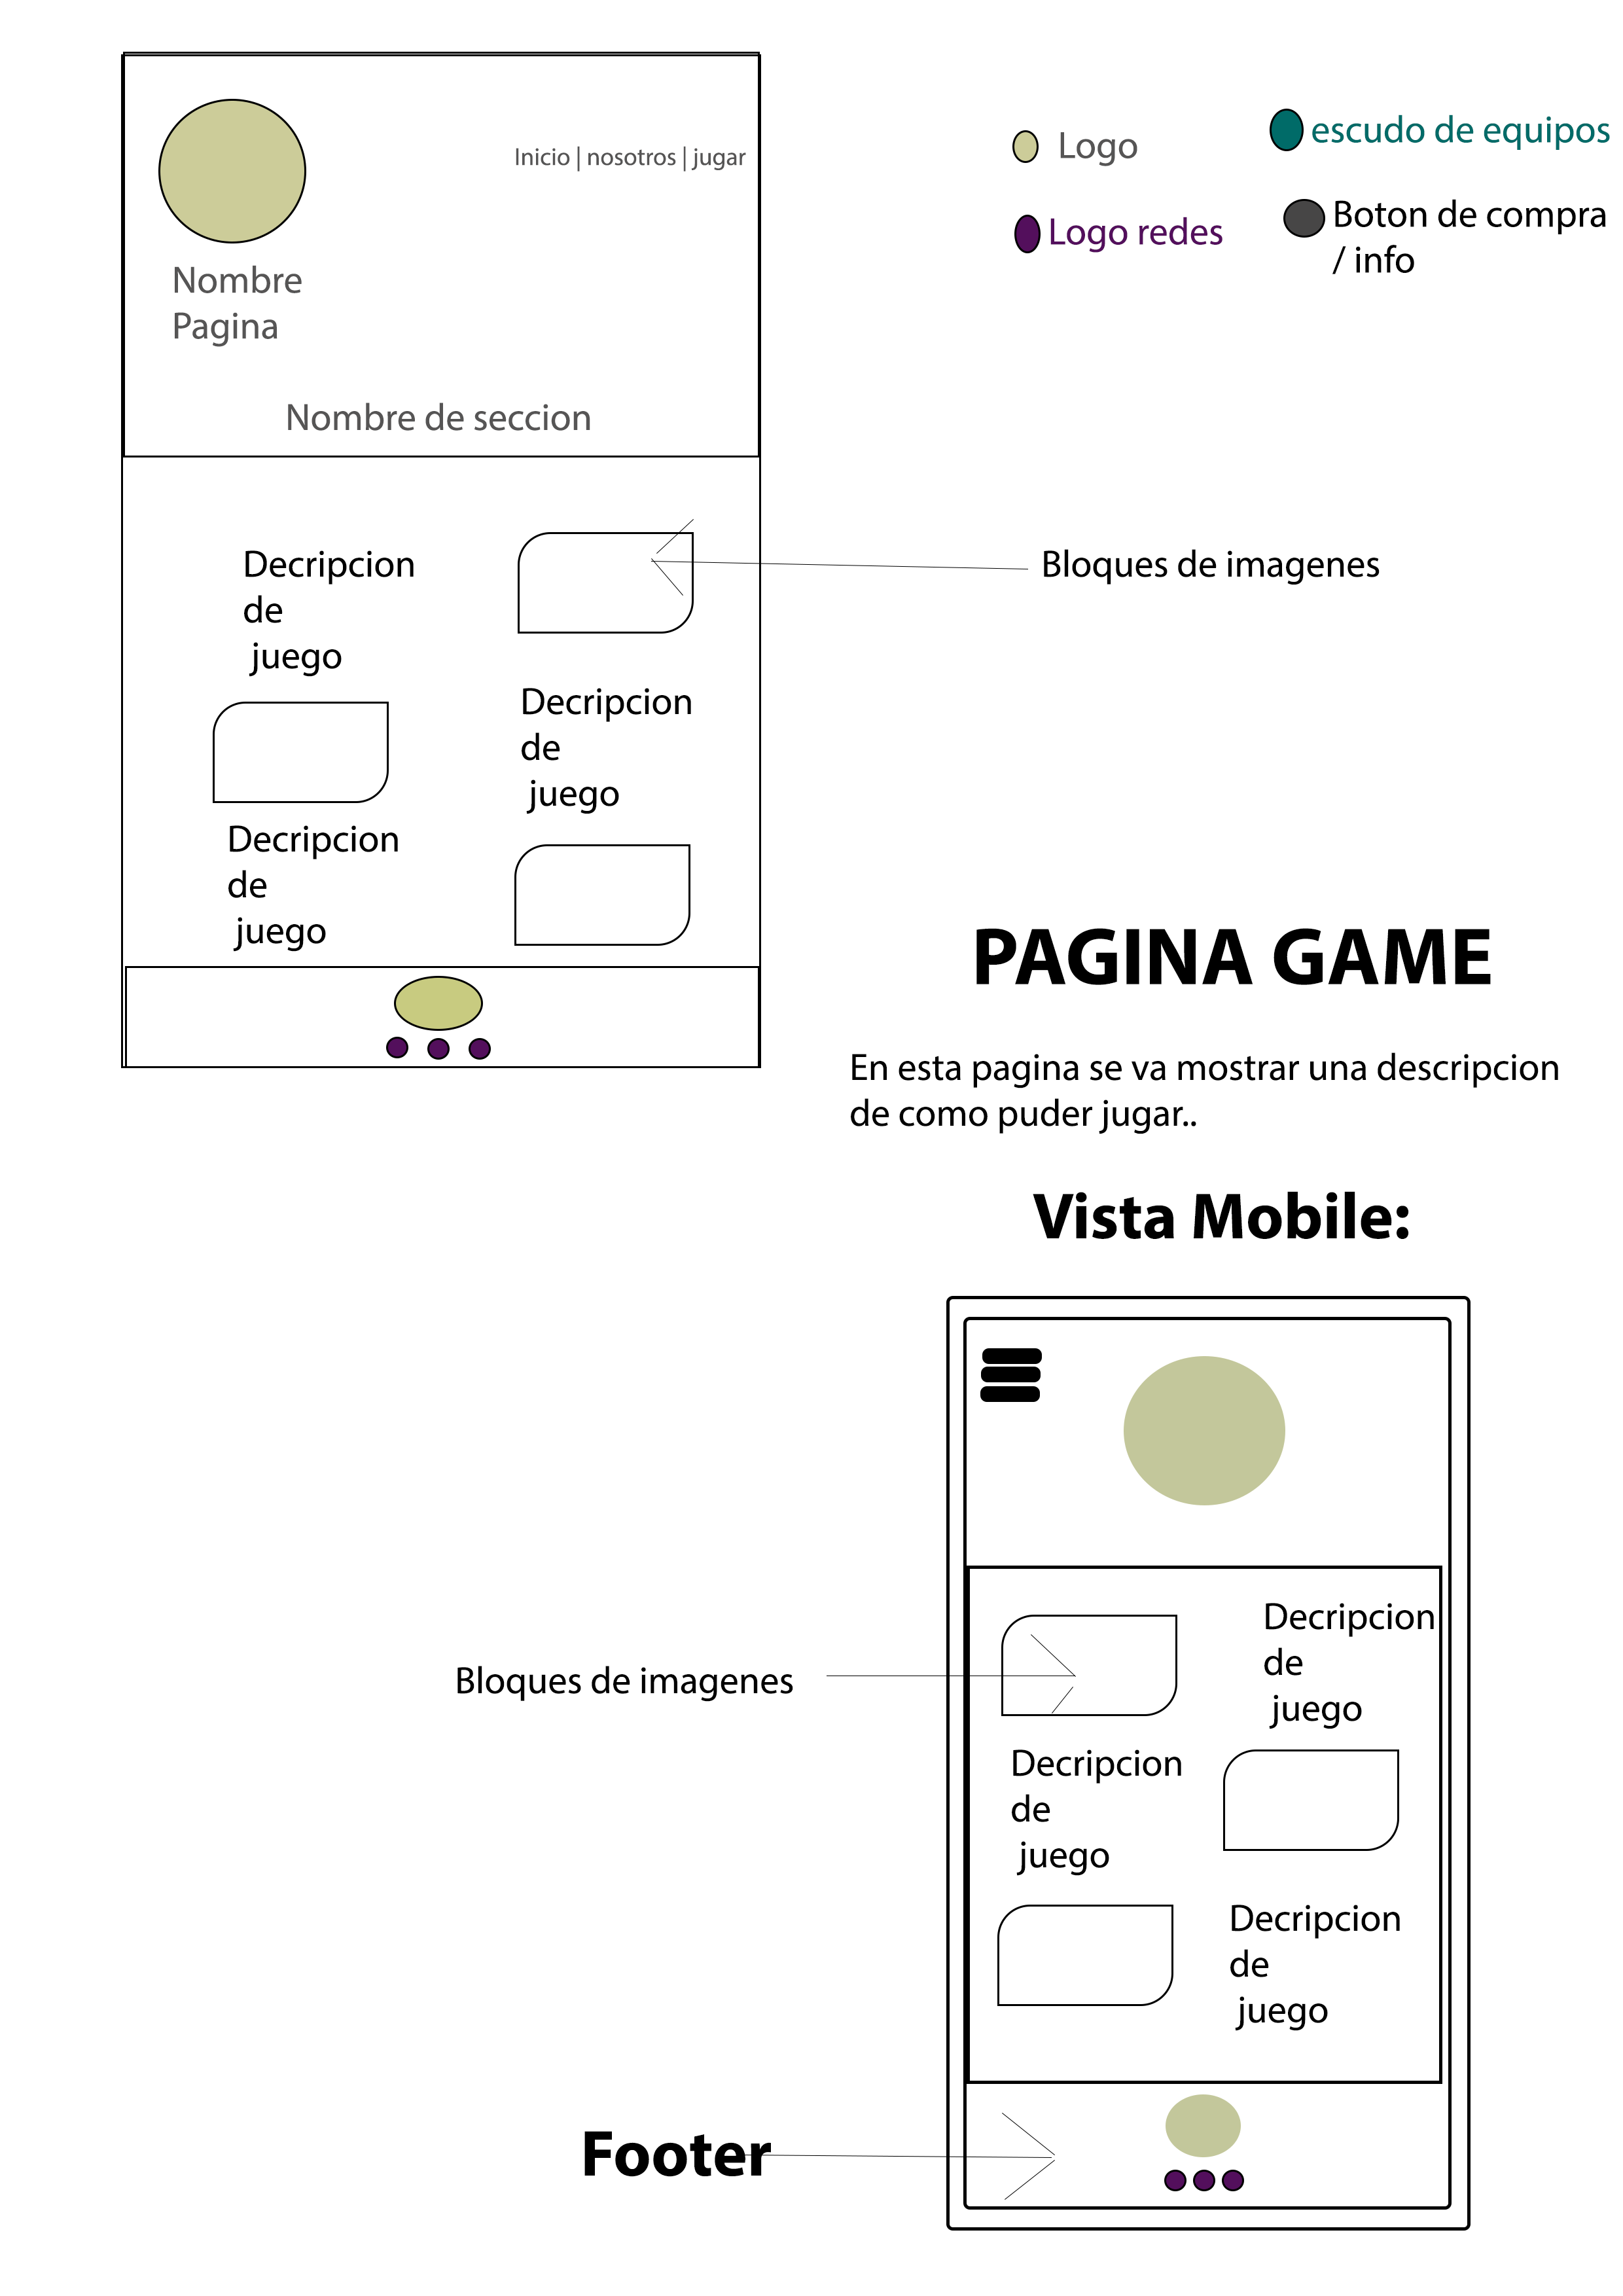 Inicio | nosotros | jugar
Nombre
Pagina
Nombre de seccion
Logo
escudo de equipos
Logo redes
Boton de compra
/ info
Decripcion
de
juego
Bloques de imagenes
Decripcion
de
juego
Decripcion
de
juego
PAGINA GAME
En esta pagina se va mostrar una descripcion
de como puder jugar..
Vista Mobile:
Decripcion
de
juego
Bloques de imagenes
Decripcion
de
juego
Decripcion
de
juego
Footer